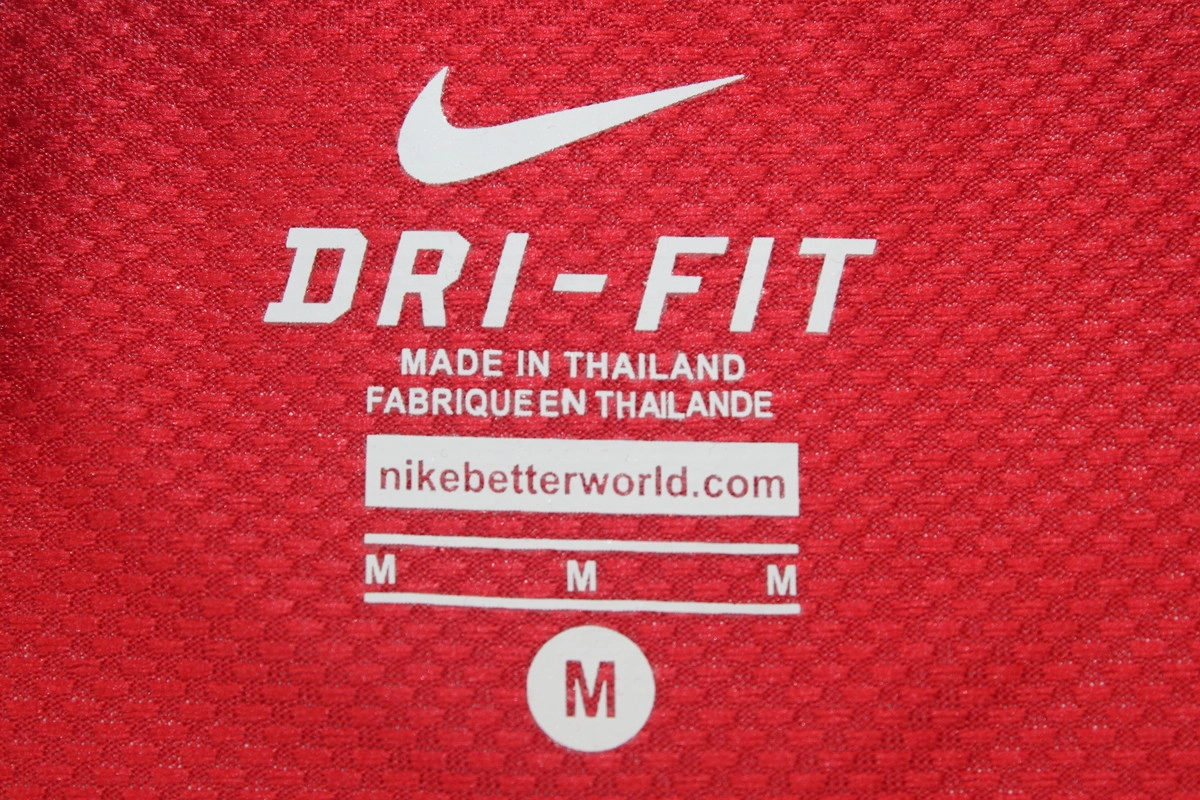 DRI-FIT
MADE IN THAILAND
FABRIQUE EN THAILANDE
nikebetterworld.com
M M M
M